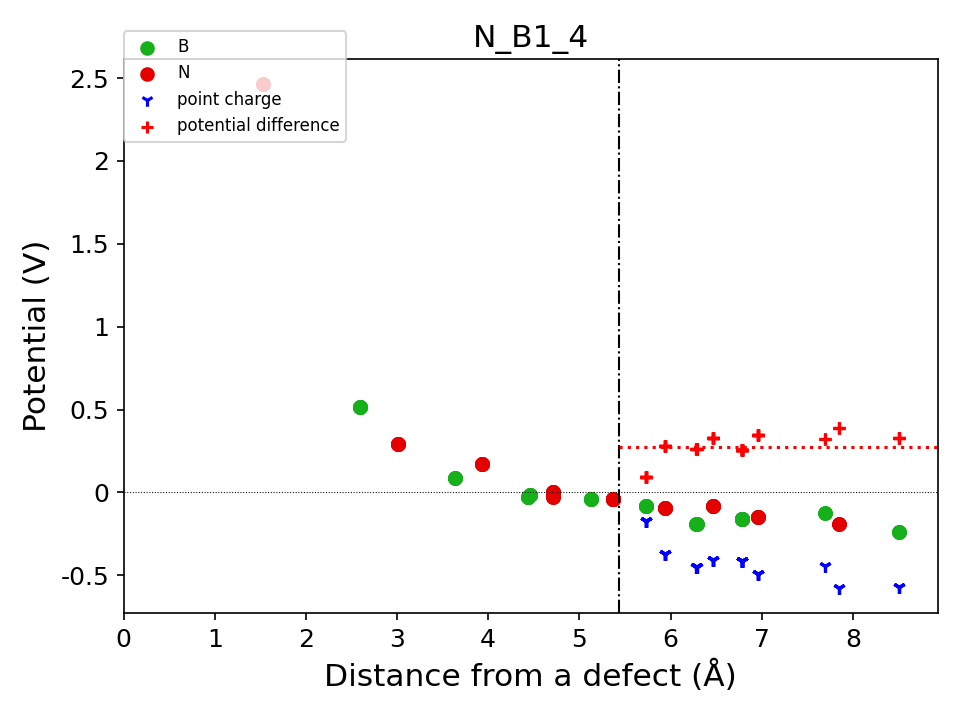 N_B1_4
B
N
point charge
potential difference
2.5
2
1.5
1
0.5
0
-0.5
Potential (V)
0 1 2 3 4 5 6 7 8
Distance from a defect (Å)